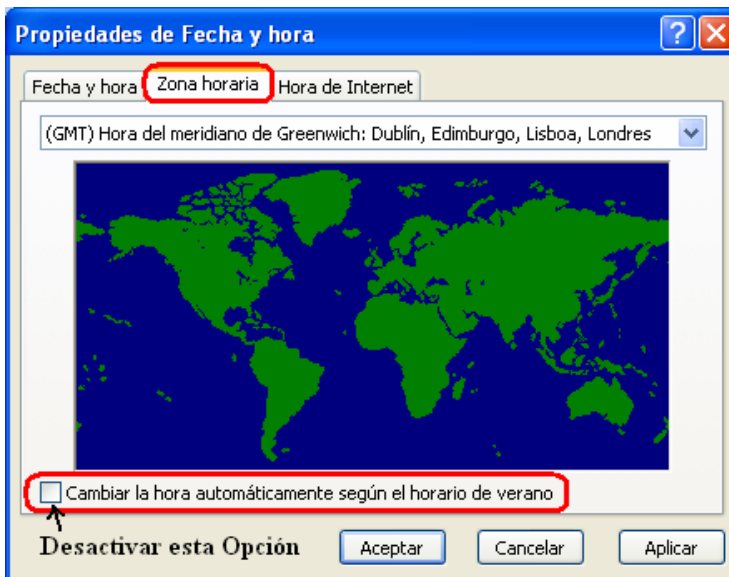 Propiedades de Fecha y hora
Fecha y hora Zona horaria Hora de Internet
(GMT) Hora del meridiano de Greenwich: Dublín, Edimburgo, Lisboa, Londres
Cambiar la hora automáticamente según el horario de verano
Desactivar esta Opción
Aceptar Cancelar Aplicar